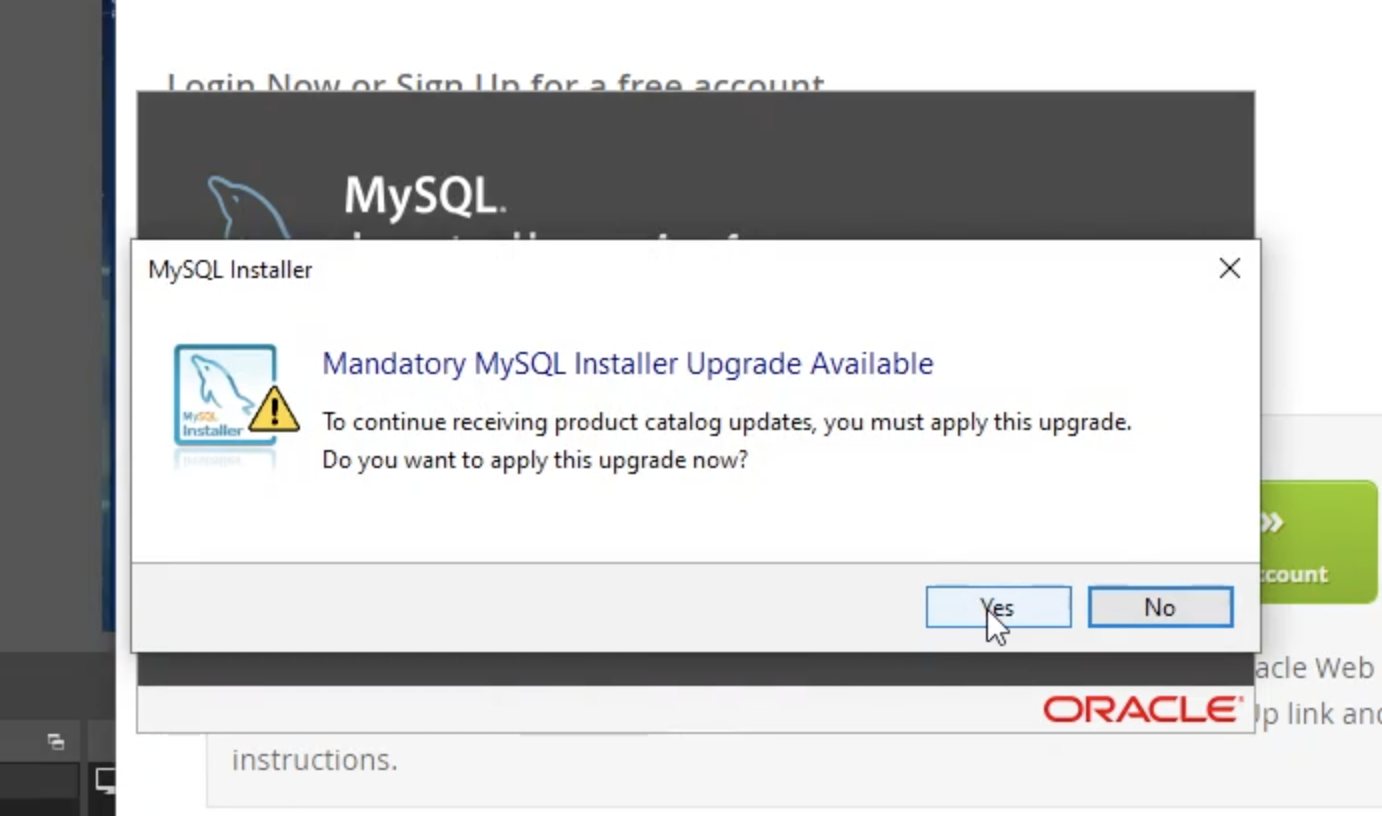 Login Now or Sign Up for a free account
MySQL.
MySQL Installer
Mandatory MySQL Installer Upgrade Available
MySQL
Installer
To continue receiving product catalog updates, you must apply this upgrade.
Do you want to apply this upgrade now?
»
ccount
Yes
No
acle Web
ORACLE
Up link and
instructions.